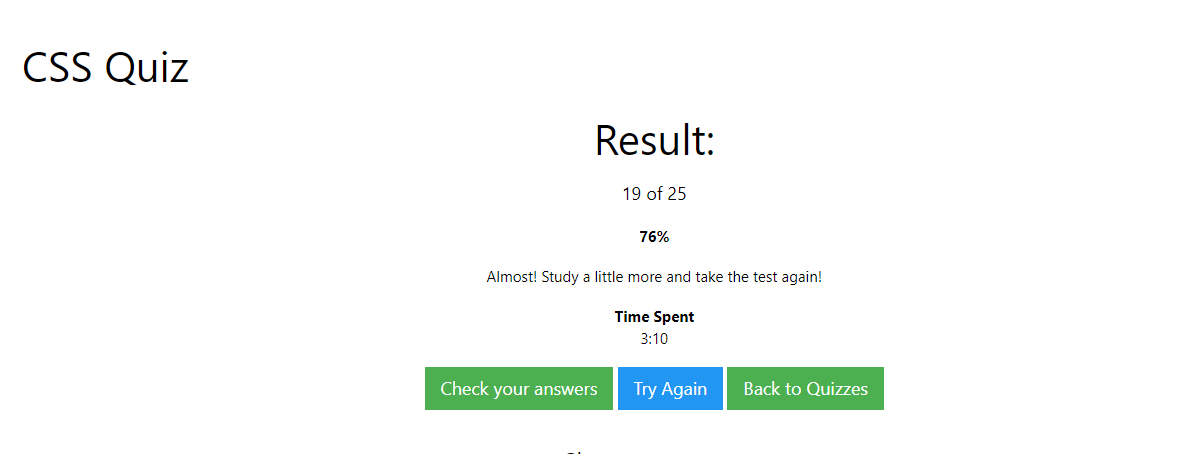 CSS Quiz
Result:
19 of 25
76%
Almost! Study a little more and take the test again!
Time Spent
3:10
Check your answers Try Again Back to Quizzes